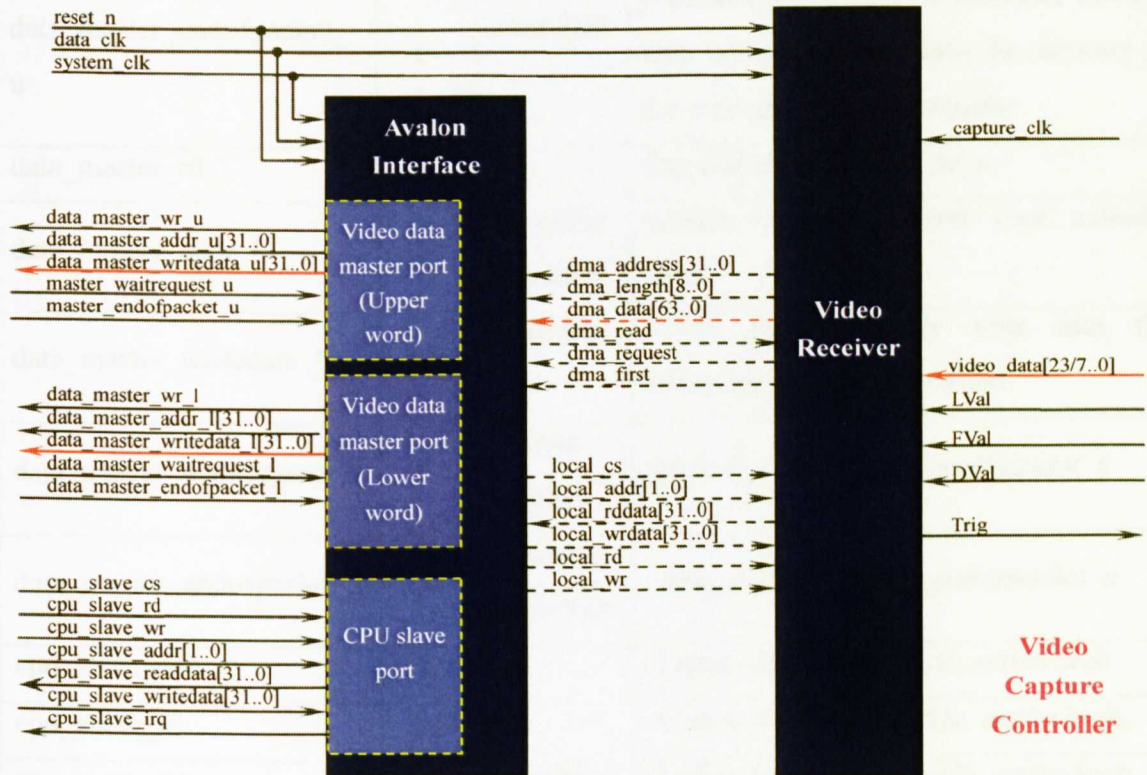 reset n
data_clk
system_clk
Avalon
Interface
capture_clk
data_master_wr_u
data_master_addr_u[31..0]
data_master_writedata_u[31..0]
master_waitrequest_u
master_endofpacket_u
Video data
master port
(Upper
word)
dma_address[31..0]
dma_length[8..0]
dma_data[63..0]
dma_read
dma_request
dma_first
Video
Receiver
video_data[23/7..0]
LVal
FVal
DVal
Trig
data_master_wr_l
data_master_addr_l[31..0]
data_master_writedata_l[31..0]
data_master_waitrequest_l
data_master_endofpacket_l
Video data
master port
(Lower
word)
local_cs
local_addr[1..0]
local_rddata[31..0]
local_wrdata[31..0]
local_rd
local_wr
cpu_slave_cs
cpu_slave_rd
cpu_slave_wr
cpu_slave_addr[1..0]
cpu_slave_readdata[31..0]
cpu_slave_writedata[31..0]
cpu_slave_irq
CPU slave
port
Video
Capture
Controller